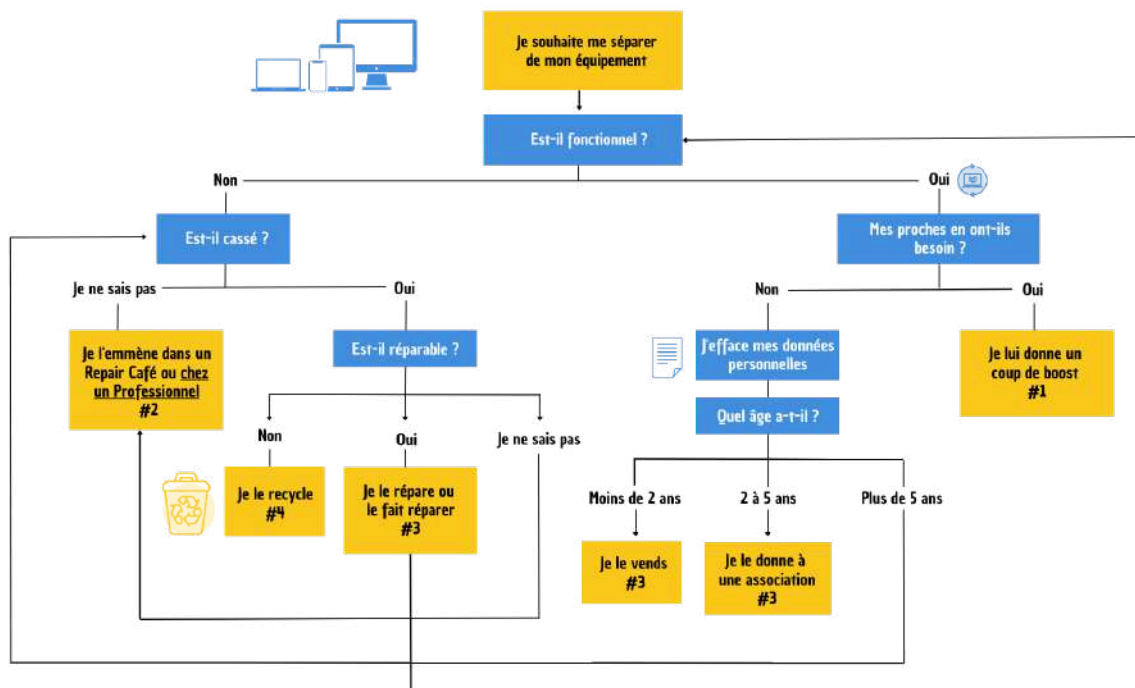 Je souhaite me séparer
de mon équipement
Est-il fonctionnel ?
Non
Oui
Est-il cassé ?
Mes proches en ont-ils
besoin ?
Je ne sais pas
Oui
Non
Oui
Je l'emmène dans un
Repair Café ou chez
un Professionnel
#2
Est-il réparable ?
J'efface mes données
personnelles
Je lui donne un
coup de boost
#1
Quel âge a-t-il ?
Non
Oui
Je ne sais pas
Je le recycle
#4
Je le répare ou
le fait réparer
#3
Moins de 2 ans
2 à 5 ans
Plus de 5 ans
Je le vends
#3
Je le donne à
une association
#3